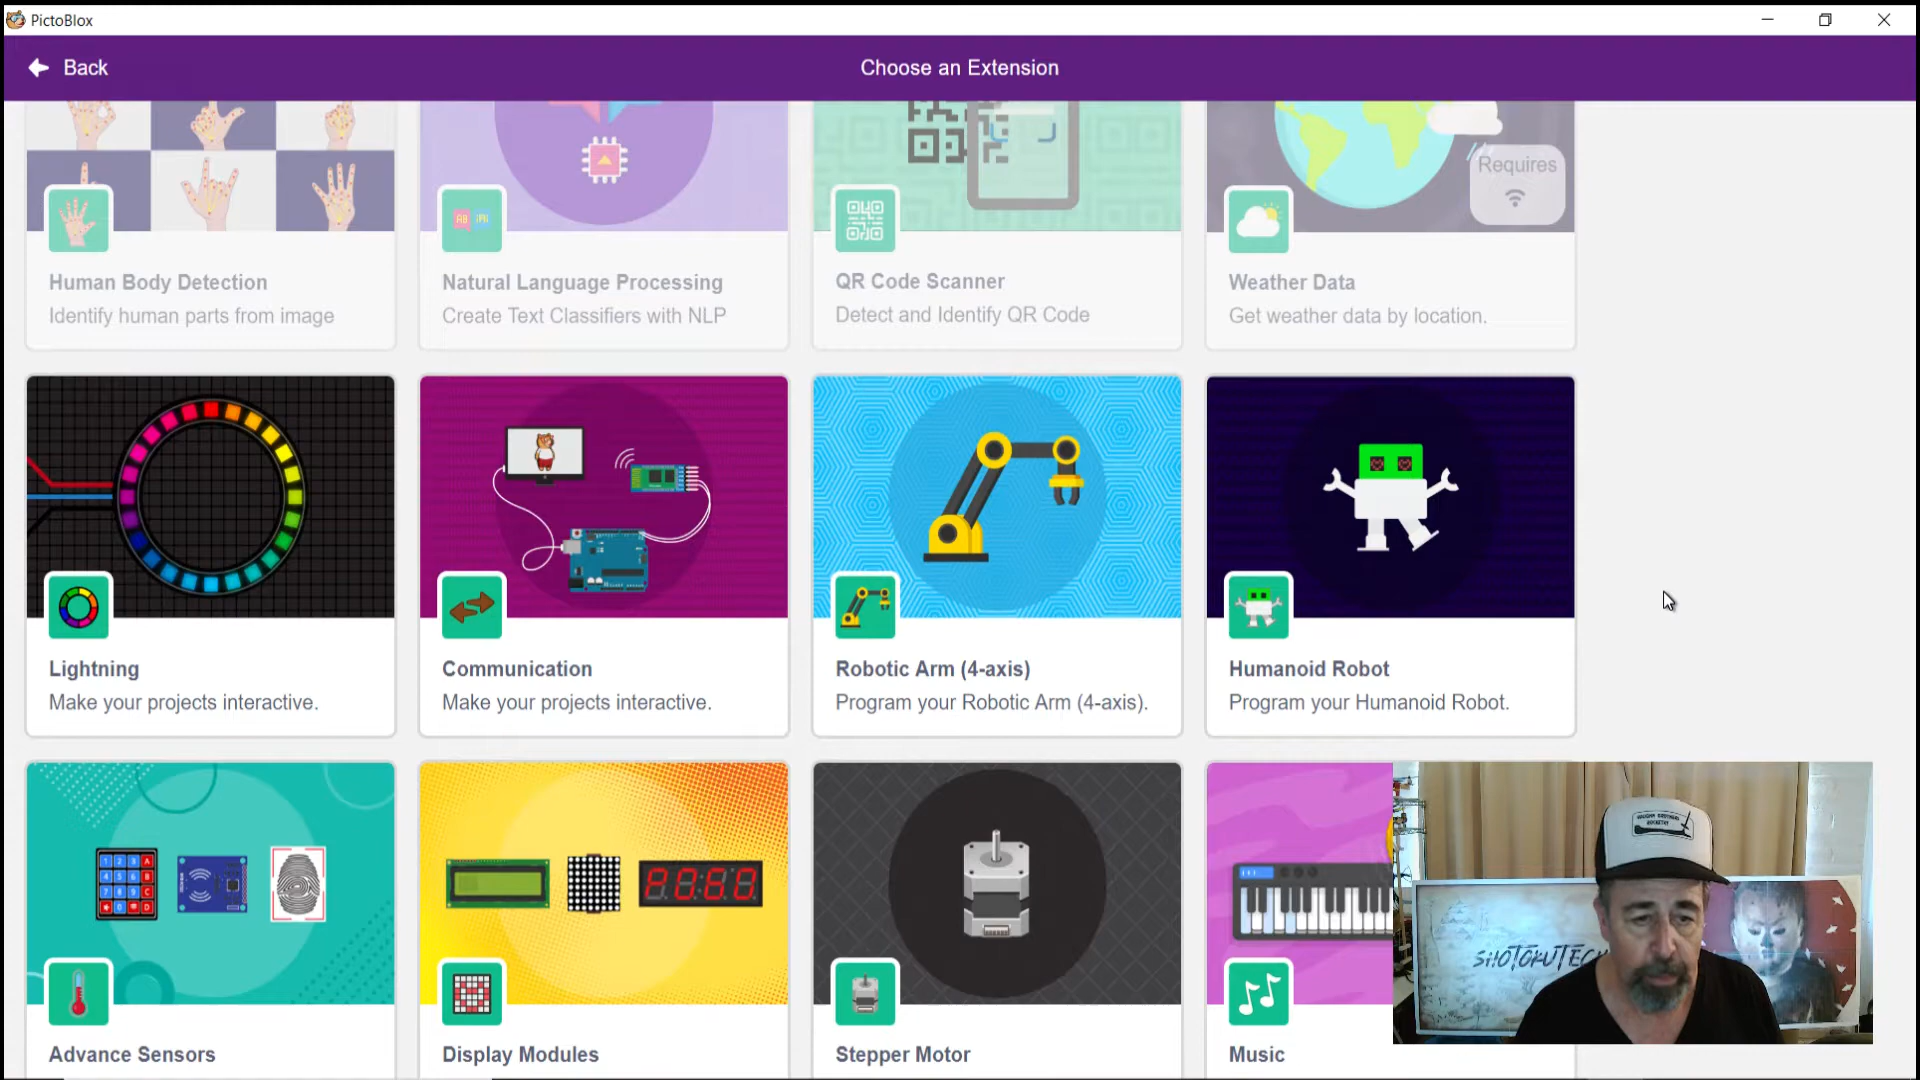 PictoBlox
Back
Choose an Extension
Requires
Human Body Detection
Identify human parts from image
Natural Language Processing
Create Text Classifiers with NLP
QR Code Scanner
Detect and Identify QR Code
Weather Data
Get weather data by location.
Lightning
Make your projects interactive.
Communication
Make your projects interactive.
Robotic Arm (4-axis)
Program your Robotic Arm (4-axis).
Humanoid Robot
Program your Humanoid Robot.
Advance Sensors
Display Modules
Stepper Motor
Music
SHOTOKUTECH